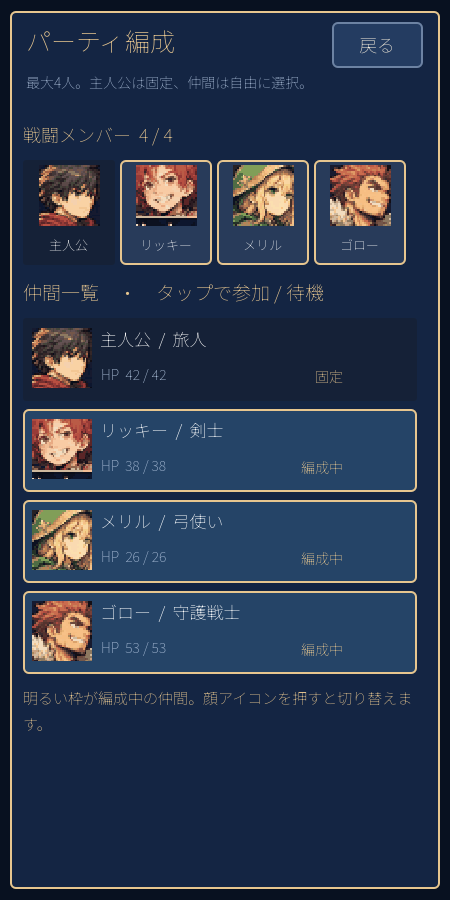 パーティ編成
戻る
最大4人。主人公は固定、仲間は自由に選択。
戦闘メンバー 4 / 4
主人公
リッキー
メリル
ゴロー
仲間一覧 ・ タップで参加 / 待機
主人公 / 旅人
HP 42 / 42
固定
リッキー / 剣士
HP 38 / 38
編成中
メリル / 弓使い
HP 26 / 26
編成中
ゴロー / 守護戦士
HP 53 / 53
編成中
明るい枠が編成中の仲間。顔アイコンを押すと切り替えま
す。